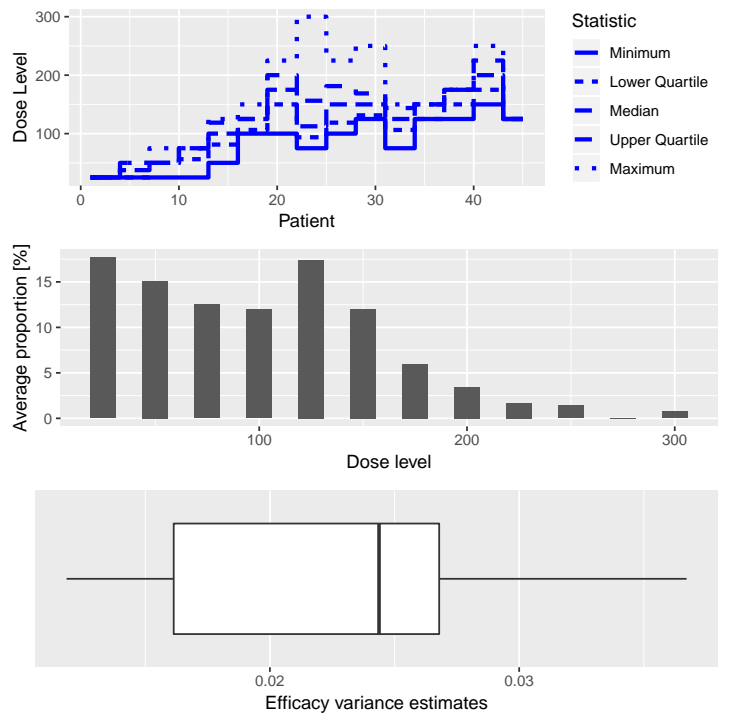 300
200
100
Dose Level
0
10
20
30
40
Patient
Statistic
Minimum
Lower Quartile
Median
Upper Quartile
Maximum
15
10
5
0
Average proportion [%]
100
200
300
Dose level
0.02
0.03
Efficacy variance estimates